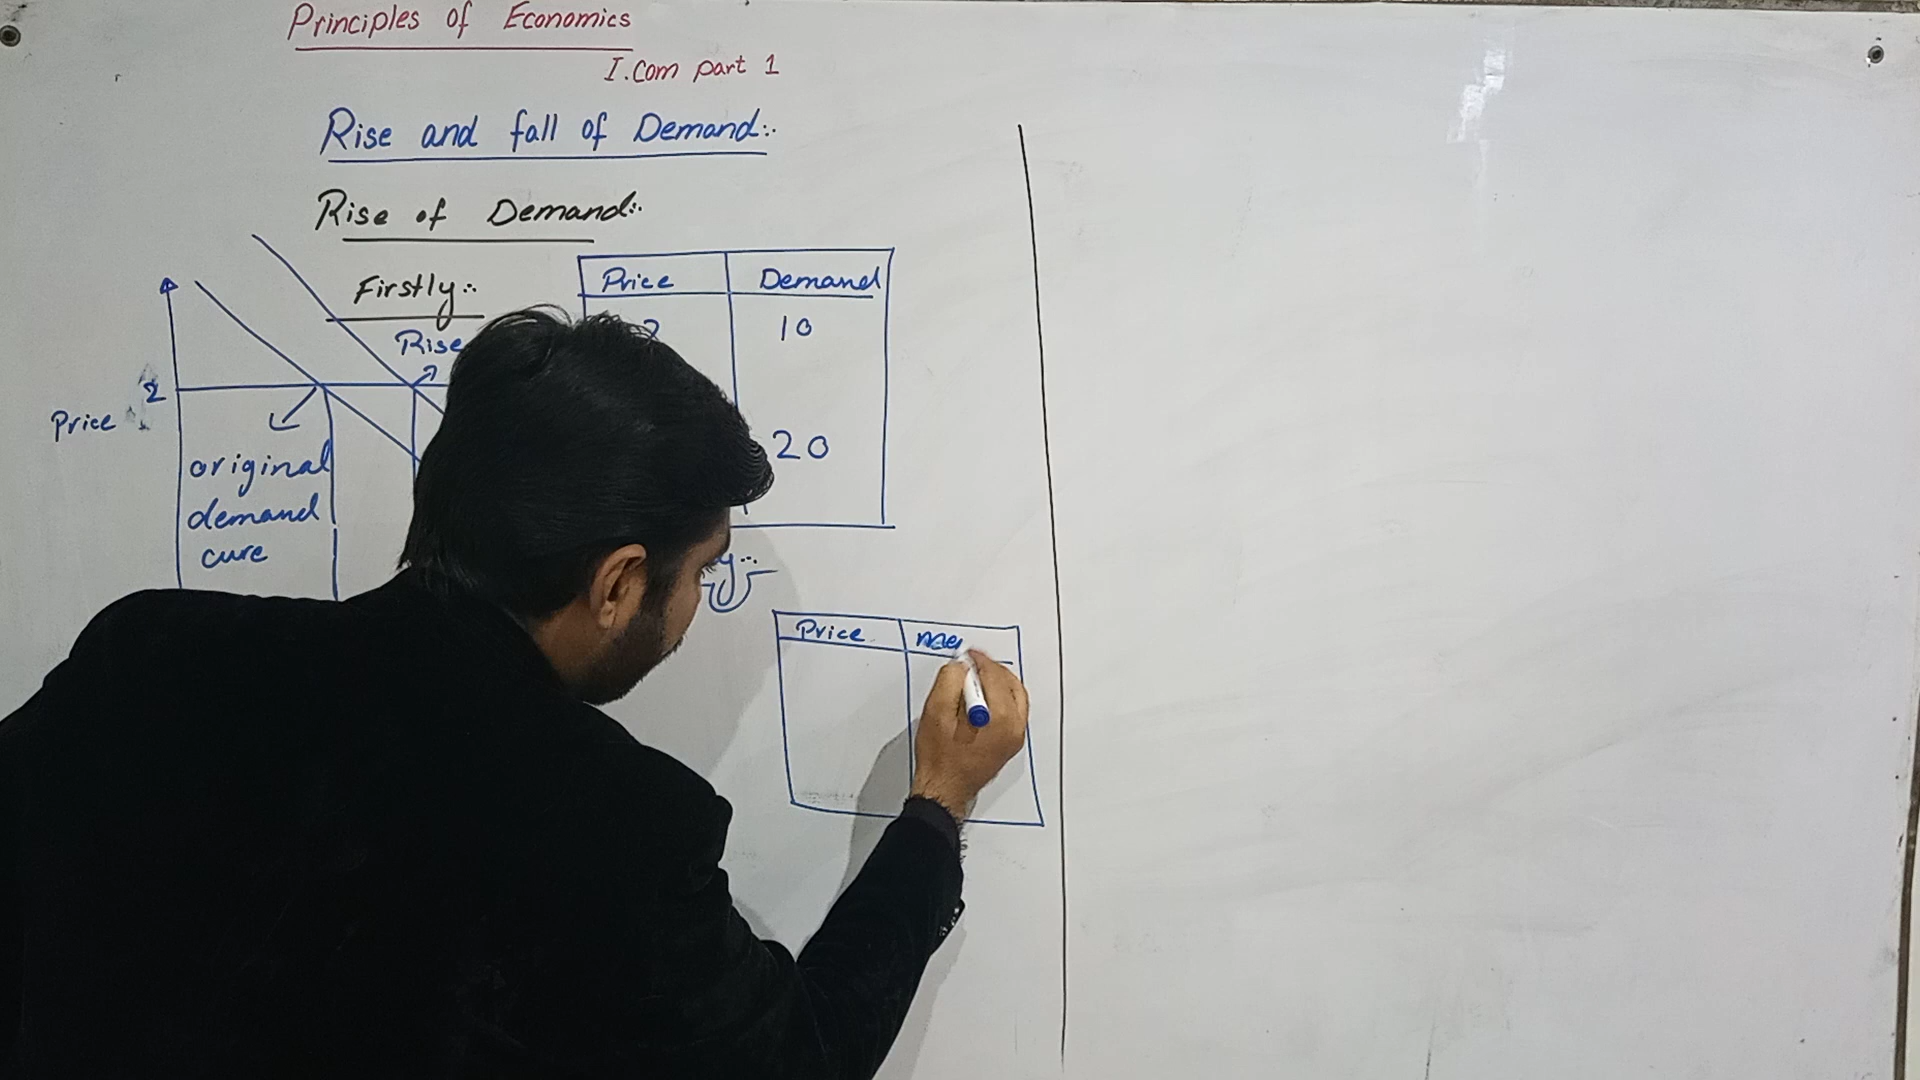 Principles of Economics
I.Com part 1
Rise and fall of Demand:.
Rise of Demand:.
Firstly:.
Price Demand
10
Rise
2
Price
20
original
demand
cure
Price